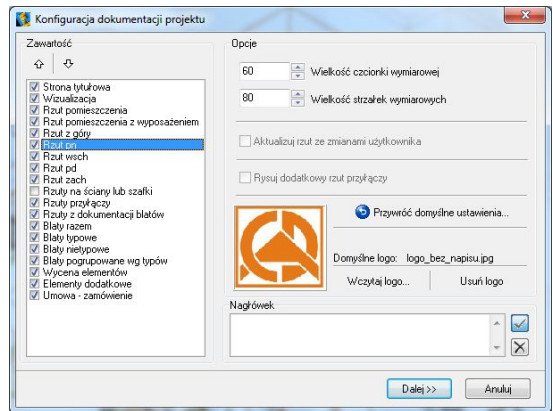 Konfiguracja dokumentacji projektu
Zawartość
Strona tytułowa
Wizualizacja
Rzut pomieszczenia
Rzut pomieszczenia z wyposażeniem
Rzut z góry
Rzut pn
Rzut wsch
Rzut pd
Rzut zach
Rzuty na ściany lub szafki
Rzuty przyłączy
Rzuty z dokumentacji blatów
Blaty razem
Blaty typowe
Blaty nietypowe
Blaty pogrupowane wg typów
Wycena elementów
Elementy dodatkowe
Umowa - zamówienie
Opcje
60 Wielkość czcionki wymiarowej
80 Wielkość strzałek wymiarowych
Aktualizuj rzut ze zmianami użytkownika
Rysuj dodatkowy rzut przyłączy
Przywróć domyślne ustawienia...
Domyślne logo: logo_bez_napisu.jpg
Wczytaj logo... Usuń logo
Nagłówek
Dalej >> Anuluj